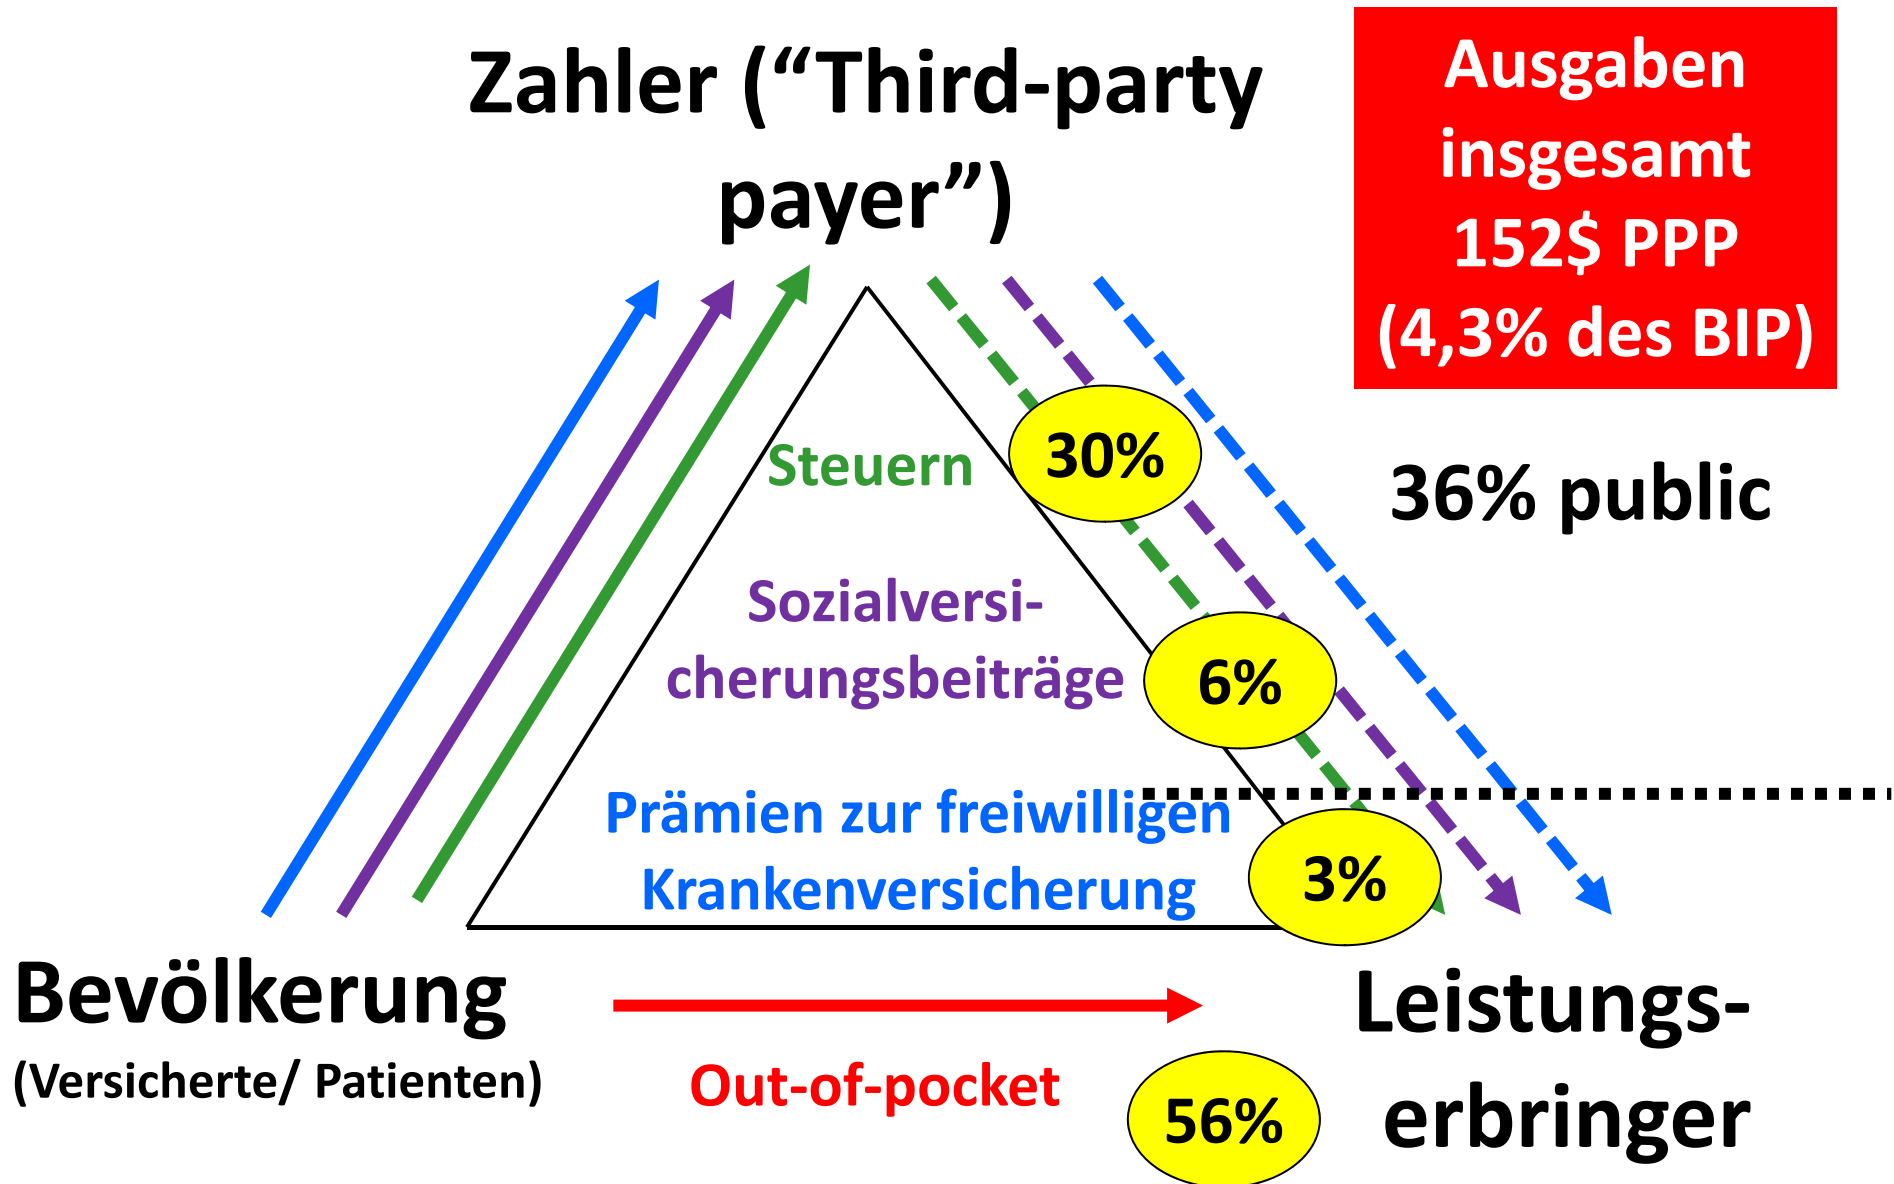 Zahler (“Third-party
payer”)
Ausgaben
insgesamt
152$ PPP
(4,3% des BIP)
36% public
Steuern
30%
Sozialversi-
cherungsbeiträge
6%
Prämien zur freiwilligen
Krankenversicherung
3%
Bevölkerung
(Versicherte/ Patienten)
Out-of-pocket
56%
Leistungs-
erbringer